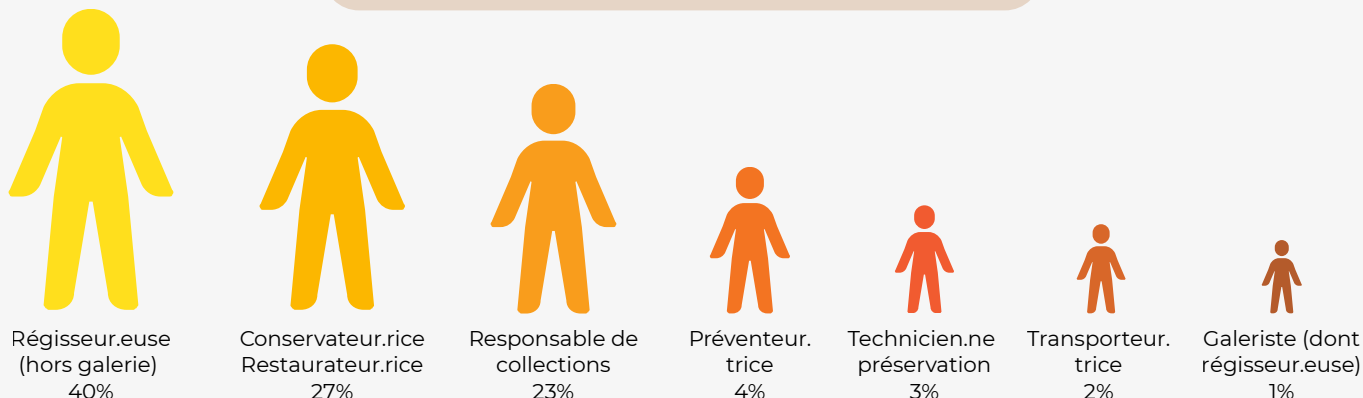 Régisseur.euse
(hors galerie)
40%
Conservateur.rice
Restaurateur.rice
27%
Responsable de
collections
23%
Préventeur.
trice
4%
Technicien.ne
préservation
3%
Transporteur.
trice
2%
Galeriste (dont
régisseur.euse)
1%